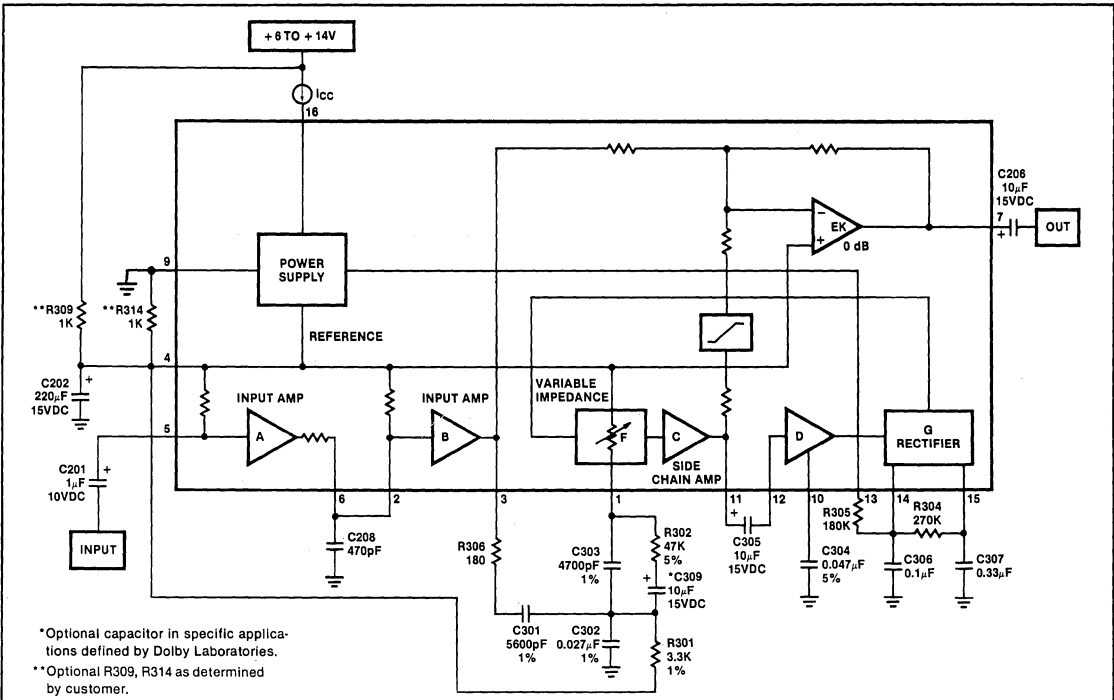 +6 TO +14V
ICC
16
C206
10µF
15VDC
7
+
OUT
−
EK
+
0 dB
9
POWER
SUPPLY
**R309
1K
**R314
1K
REFERENCE
4
C202
220µF
15VDC
+
INPUT AMP
A
INPUT AMP
B
VARIABLE
IMPEDANCE
F
C
SIDE
CHAIN AMP
D
G
RECTIFIER
5
C201
1µF
10VDC
+
INPUT
6
2
3
1
11
12
10
13
14
15
C208
470pF
R306
180
C303
4700pF
1%
R302
47K
5%
+
*C309
10µF
15VDC
+
C305
10µF
15VDC
R305
180K
R304
270K
C304
0.047µF
5%
C306
0.1µF
C307
0.33µF
C301
5600pF
1%
C302
0.027µF
1%
R301
3.3K
1%
*Optional capacitor in specific applica-
tions defined by Dolby Laboratories.
**Optional R309, R314 as determined
by customer.